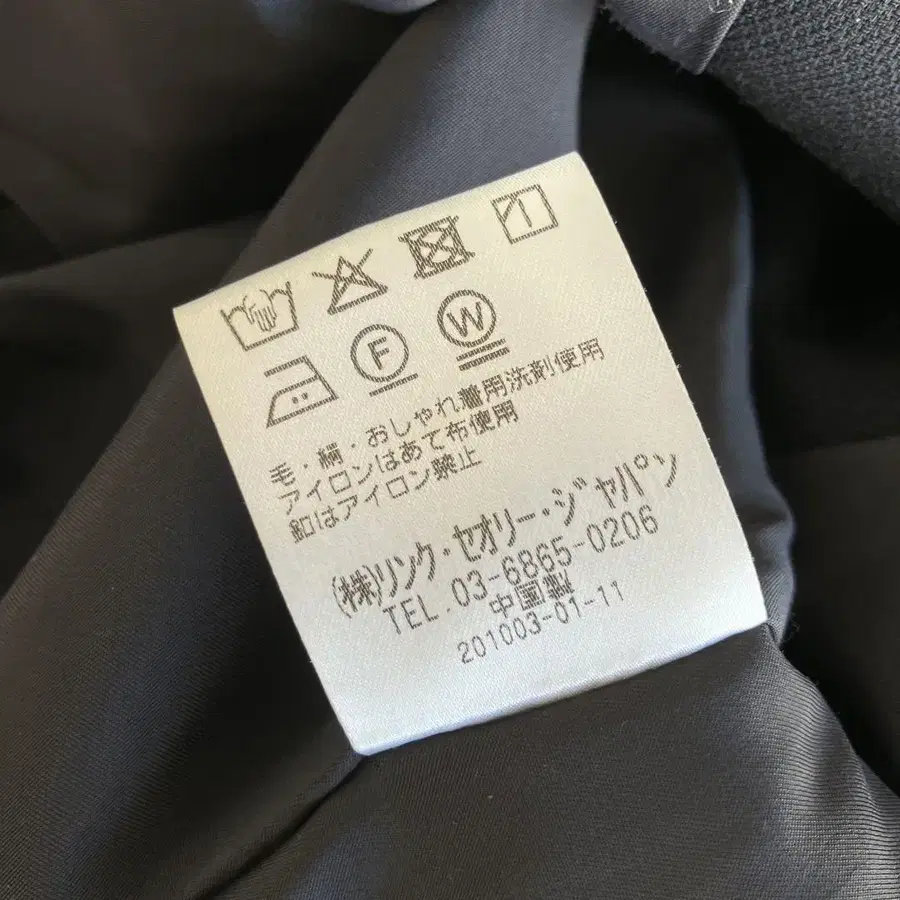 F
W
毛・絹・おしゃれ着用洗剤使用
アイロンはあて布使用
釦はアイロン禁止
(株)リンク・セオリー・ジャパン
TEL.03-6865-0206
中国製
201003-01-11